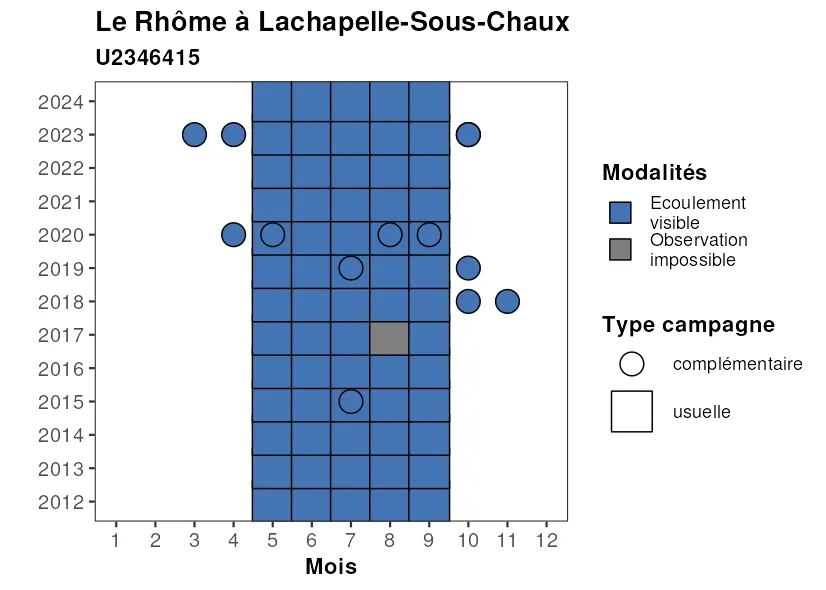 Le Rhôme à Lachapelle-Sous-Chaux
U2346415
2024
2023
2022
2021
2020
2019
2018
2017
2016
2015
2014
2013
2012
1 2 3 4 5 6 7 8 9 10 11 12
Mois
Modalités
Ecoulement
visible
Observation
impossible
Type campagne
complémentaire
usuelle